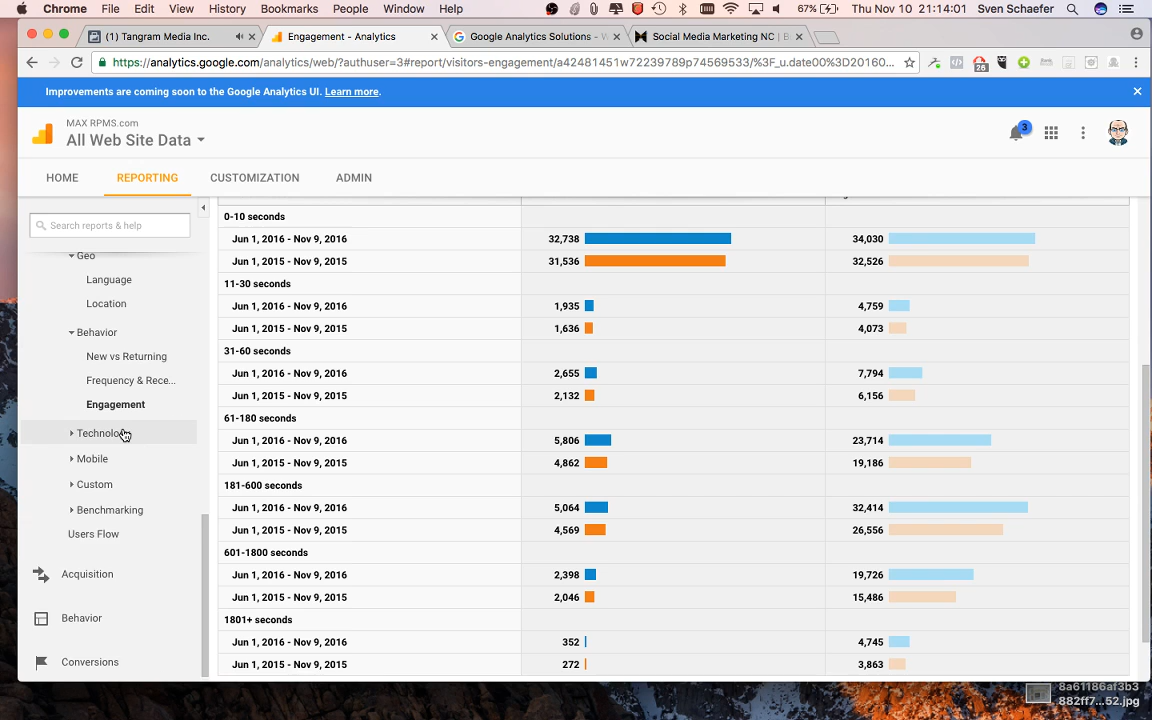 Chrome File Edit View History Bookmarks People Window Help 67% Thu Nov 10 21:14:01 Sven Schaefer
(1) Tangram Media Inc. Engagement - Analytics Google Analytics Solutions - Social Media Marketing NC | B
https://analytics.google.com/analytics/web/?authuser=3#report/visitors-engagement/a42481451w72239789p74569533/%3F_u.date00%3D20160... 26
Improvements are coming soon to the Google Analytics UI. Learn more.
MAX RPMS.com
All Web Site Data 3
HOME REPORTING CUSTOMIZATION ADMIN
Search reports & help
Geo
Language
Location
Behavior
New vs Returning
Frequency & Rece...
Engagement
Technology
Mobile
Custom
Benchmarking
Users Flow
Acquisition
Behavior
Conversions
0-10 seconds
Jun 1, 2016 - Nov 9, 2016 32,738 34,030
Jun 1, 2015 - Nov 9, 2015 31,536 32,526
11-30 seconds
Jun 1, 2016 - Nov 9, 2016 1,935 4,759
Jun 1, 2015 - Nov 9, 2015 1,636 4,073
31-60 seconds
Jun 1, 2016 - Nov 9, 2016 2,655 7,794
Jun 1, 2015 - Nov 9, 2015 2,132 6,156
61-180 seconds
Jun 1, 2016 - Nov 9, 2016 5,806 23,714
Jun 1, 2015 - Nov 9, 2015 4,862 19,186
181-600 seconds
Jun 1, 2016 - Nov 9, 2016 5,064 32,414
Jun 1, 2015 - Nov 9, 2015 4,569 26,556
601-1800 seconds
Jun 1, 2016 - Nov 9, 2016 2,398 19,726
Jun 1, 2015 - Nov 9, 2015 2,046 15,486
1801+ seconds
Jun 1, 2016 - Nov 9, 2016 352 4,745
Jun 1, 2015 - Nov 9, 2015 272 3,863
8a61186af3b3
882ff7...52.jpg